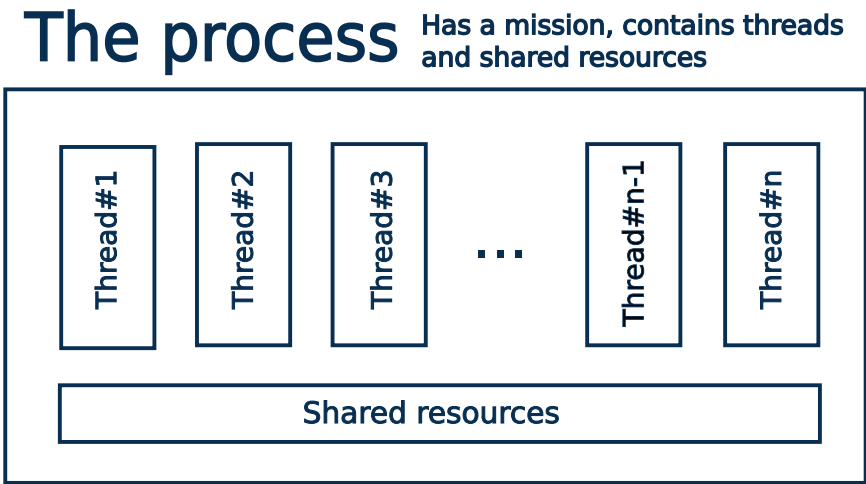 The process
Has a mission, contains threads
and shared resources
Thread#1
Thread#2
Thread#3
...
Thread#n-1
Thread#n
Shared resources